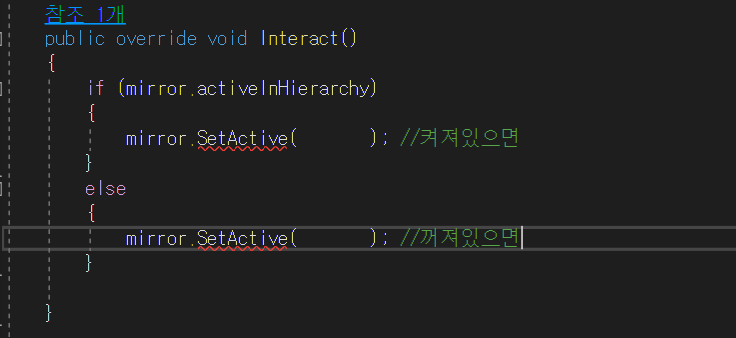 참조 1개
public override void Interact()
{
if (mirror.activeInHierarchy)
{
mirror.SetActive( ); //켜져있으면
}
else
{
mirror.SetActive( ); //꺼져있으면
}
}